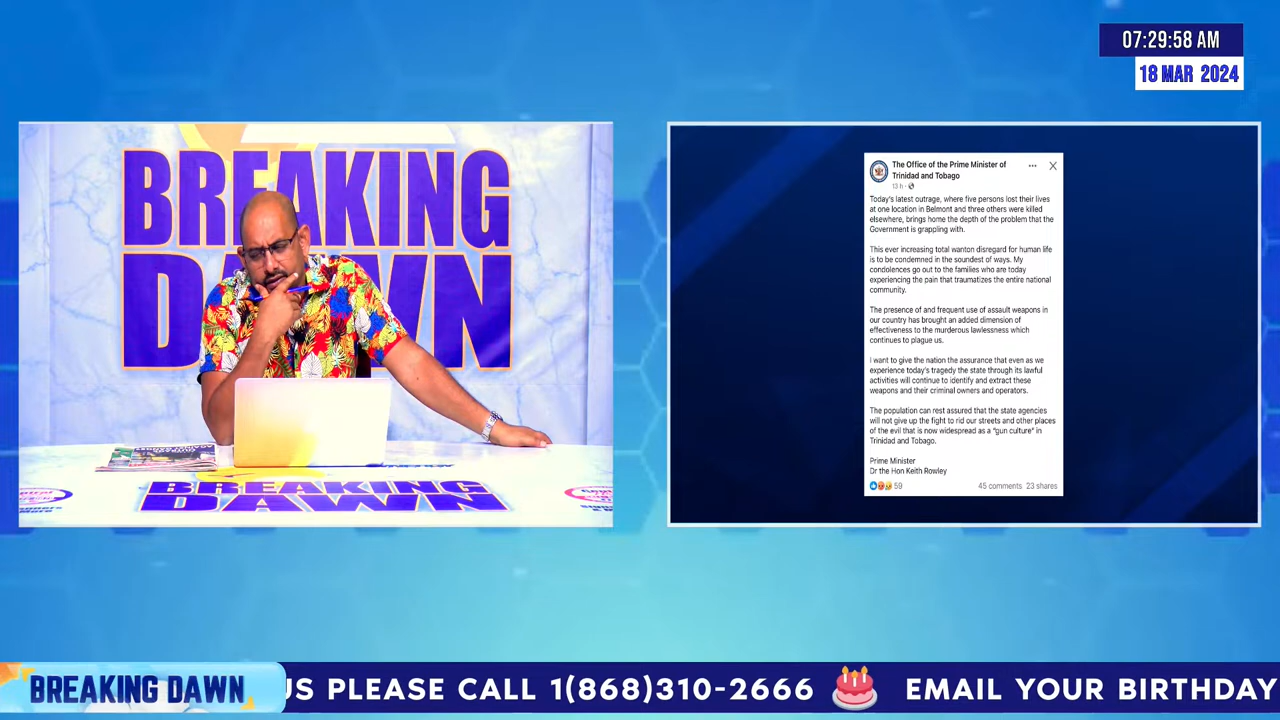 07:29:58 AM
18 MAR 2024
BREAKING
DAWN
BREAKING
DAWN
The Office of the Prime Minister of
Trinidad and Tobago
13 h
Today's latest outrage, where five persons lost their lives
at one location in Belmont and three others were killed
elsewhere, brings home the depth of the problem that the
Government is grappling with.
This ever increasing total wanton disregard for human life
is to be condemned in the soundest of ways. My
condolences go out to the families who are today
experiencing the pain that traumatizes the entire national
community.
The presence of and frequent use of assault weapons in
our country has brought an added dimension of
effectiveness to the murderous lawlessness which
continues to plague us.
I want to give the nation the assurance that even as we
experience today's tragedy the state through its lawful
activities will continue to identify and extract these
weapons and their criminal owners and operators.
The population can rest assured that the state agencies
will not give up the fight to rid our streets and other places
of the evil that is now widespread as a "gun culture" in
Trinidad and Tobago.
Prime Minister
Dr the Hon Keith Rowley
59
45 comments 23 shares
BREAKING DAWN
US PLEASE CALL 1(868)310-2666 EMAIL YOUR BIRTHDAY